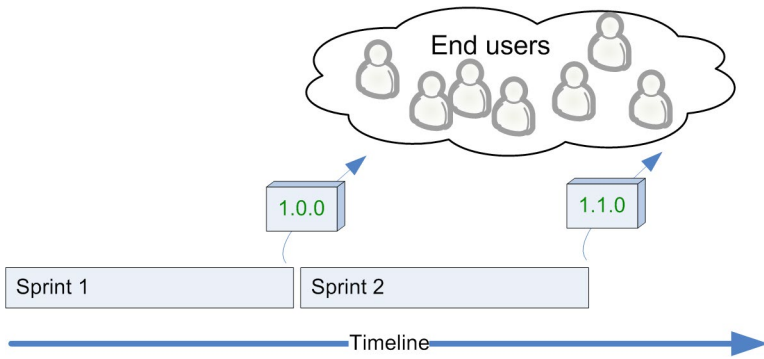 End users
1.0.0
1.1.0
Sprint 1
Sprint 2
Timeline